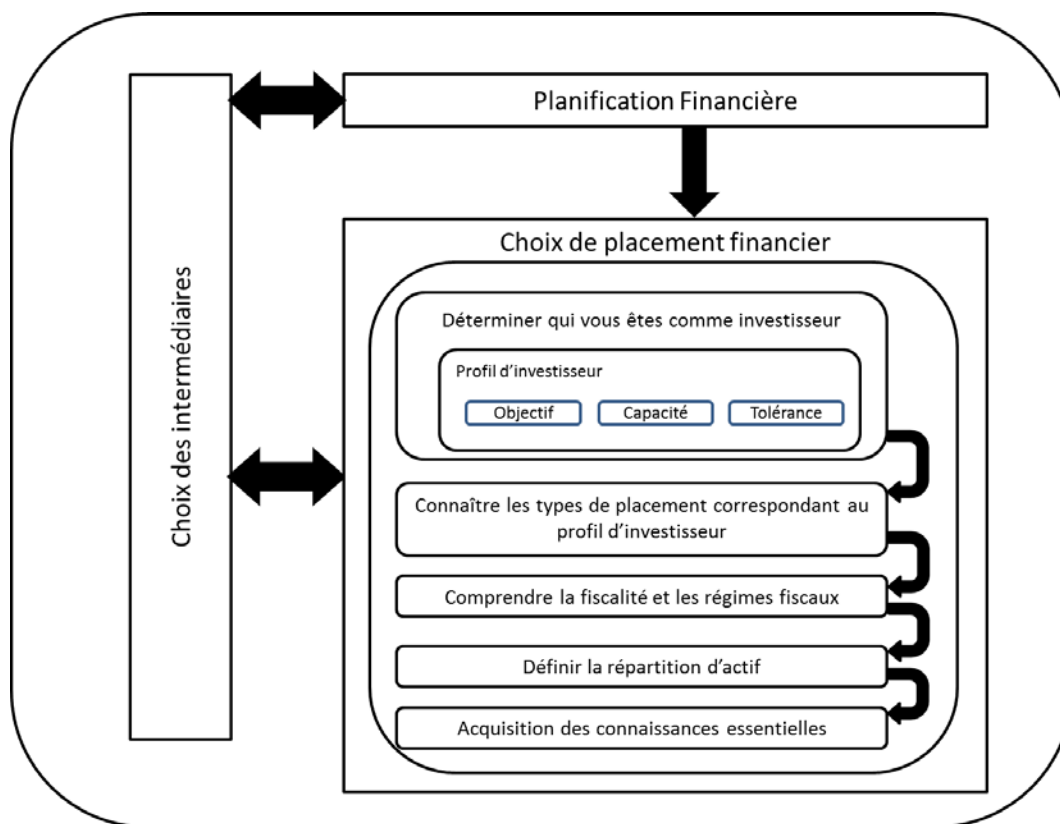 Planification Financière
Choix des intermédiaires
Choix de placement financier
Déterminer qui vous êtes comme investisseur
Profil d'investisseur
Objectif
Capacité
Tolérance
Connaître les types de placement correspondant au
profil d'investisseur
Comprendre la fiscalité et les régimes fiscaux
Définir la répartition d'actif
Acquisition des connaissances essentielles